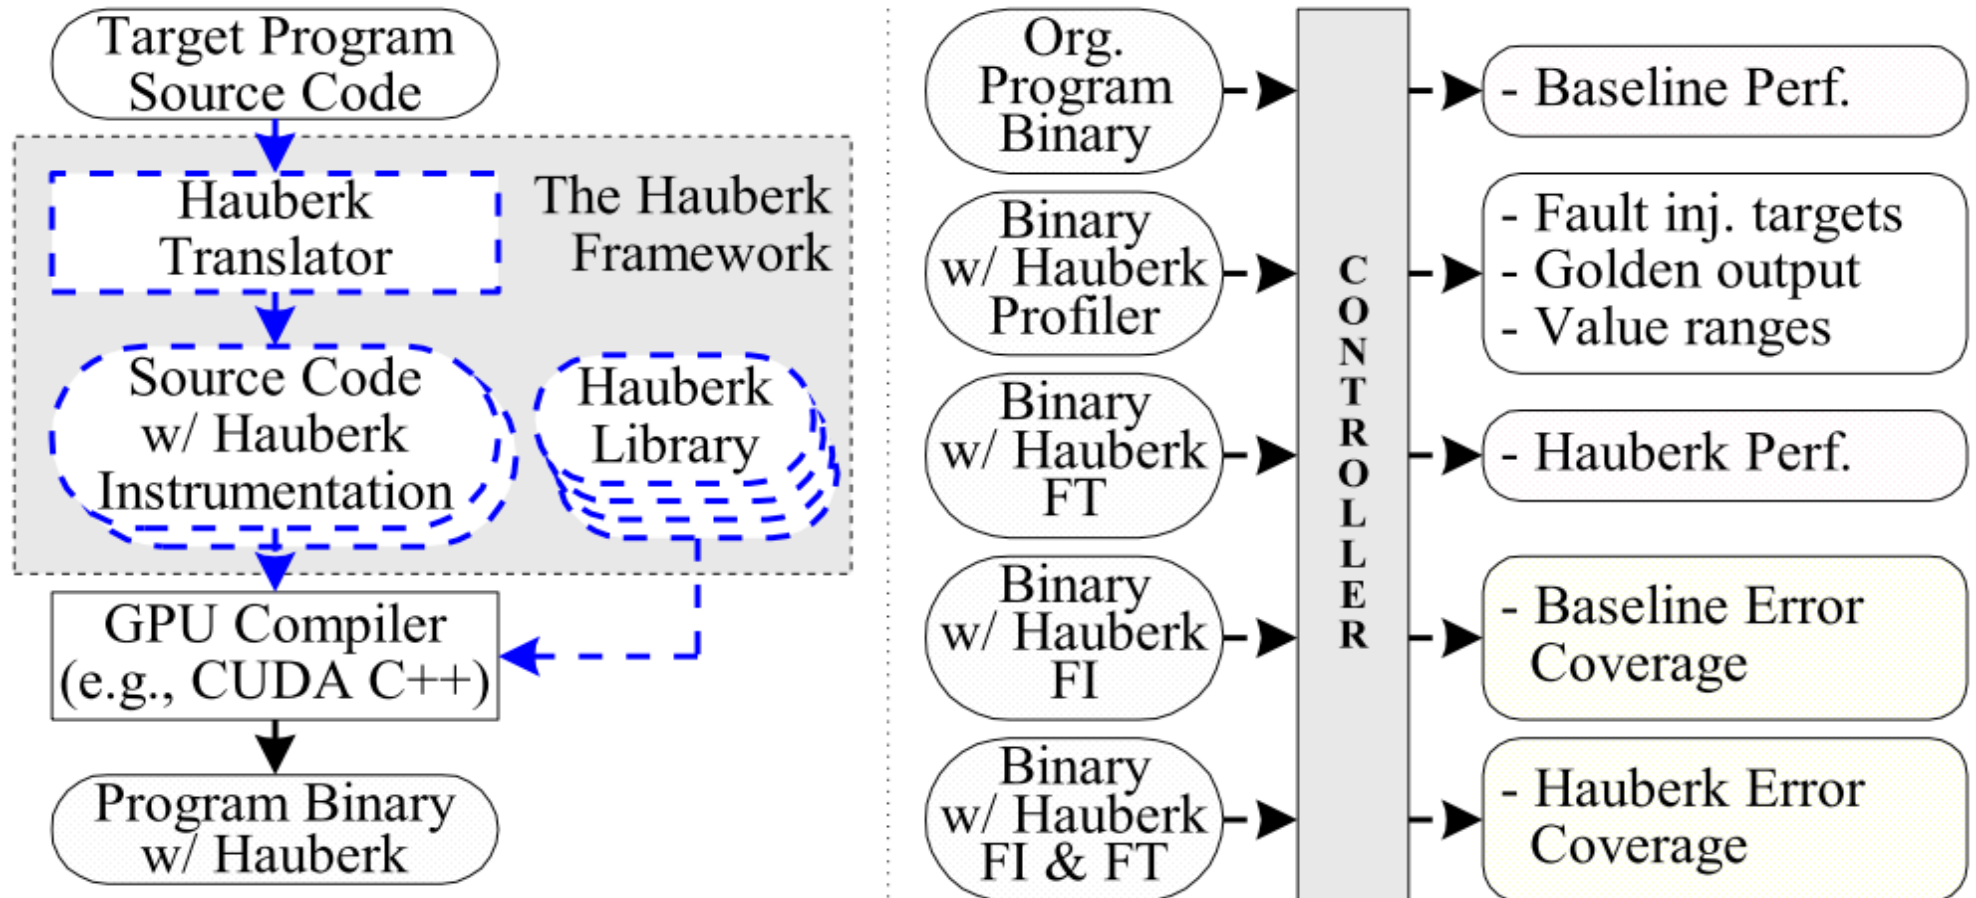 Target Program
Source Code
The Hauberk
Framework
Hauberk
Translator
Source Code
w/ Hauberk
Instrumentation
Hauberk
Library
GPU Compiler
(e.g., CUDA C++)
Program Binary
w/ Hauberk
Org.
Program
Binary
Binary
w/ Hauberk
Profiler
Binary
w/ Hauberk
FT
Binary
w/ Hauberk
FI
Binary
w/ Hauberk
FI & FT
CONTROLLER
- Baseline Perf.
- Fault inj. targets
- Golden output
- Value ranges
- Hauberk Perf.
- Baseline Error
Coverage
- Hauberk Error
Coverage